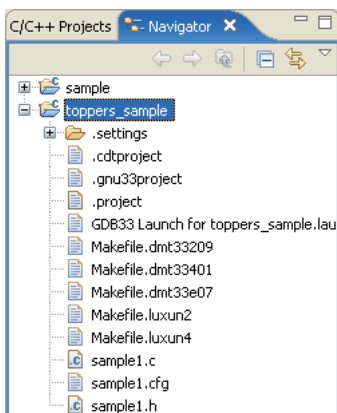 C/C++ Projects Navigator
sample
toppers_sample
.settings
.cdtproject
.gnu33project
.project
GDB33 Launch for toppers_sample.lau
Makefile.dmt33209
Makefile.dmt33401
Makefile.dmt33e07
Makefile.luxun2
Makefile.luxun4
sample1.c
sample1.cfg
sample1.h